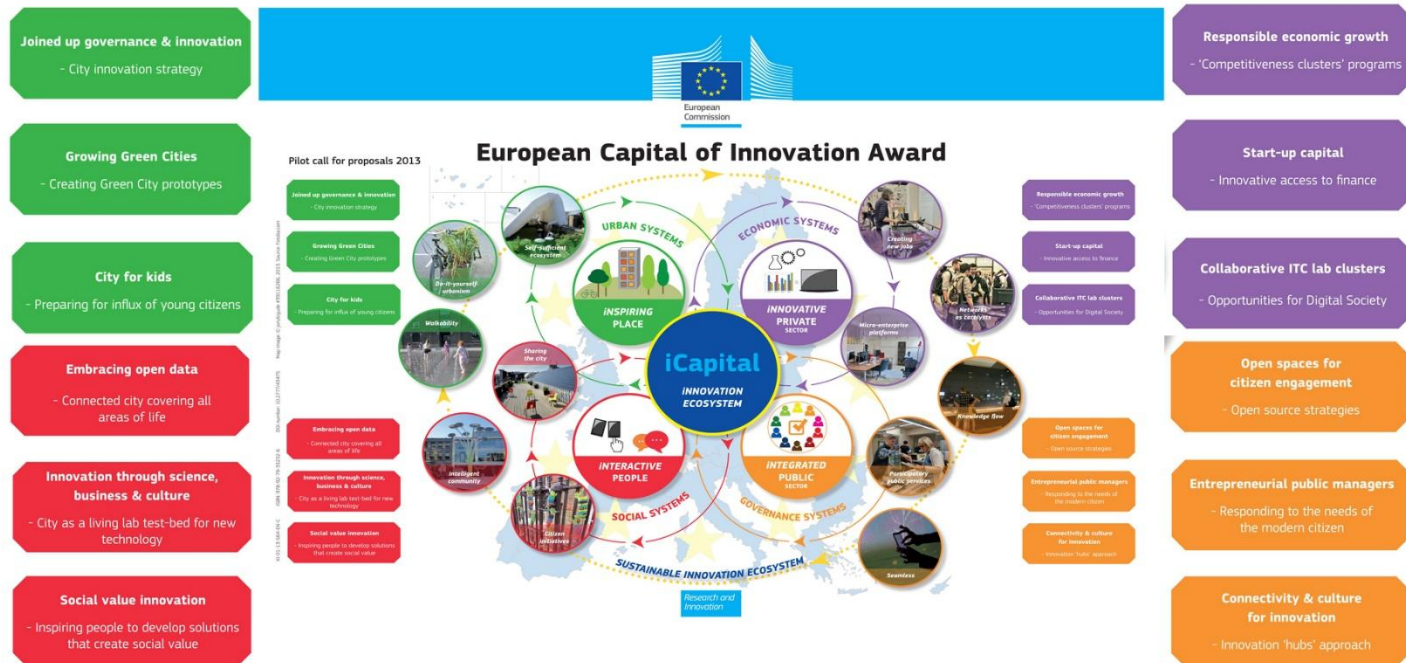 Joined up governance & innovation
- City innovation strategy
Growing Green Cities
- Creating Green City prototypes
City for kids
- Preparing for influx of young citizens
Embracing open data
- Connected city covering all
areas of life
Innovation through science,
business & culture
- City as a living lab test-bed for new
technology
Social value innovation
- Inspiring people to develop solutions
that create social value
European
Commission
European Capital of Innovation Award
Pilot call for proposals 2013
Joined up governance & innovation
- City innovation strategy
Growing Green Cities
- Creating Green City prototypes
City for kids
- Preparing for influx of young citizens
Embracing open data
- Connected city covering all
areas of life
Innovation through science,
business & culture
- City as a living lab test-bed for new
technology
Social value innovation
- Inspiring people to develop solutions
that create social value
URBAN SYSTEMS
ECONOMIC SYSTEMS
Self-sufficient
ecosystem
Do-it-yourself-
urbanism
Walkability
Sharing
the city
iNSPIRING
PLACE
iNNOVATIVE
PRIVATE
SECTOR
Creating
new jobs
Networks
as catalysts
Micro-enterprise
platforms
iCapital
iNNOVATION
ECOSYSTEM
Knowledge flow
Intelligent
community
Citizen
initiatives
iNTERACTIVE
PEOPLE
iNTEGRATED
PUBLIC
SECTOR
Participatory
public services
Seamless
SOCIAL SYSTEMS
GOVERNANCE SYSTEMS
SUSTAINABLE INNOVATION ECOSYSTEM
Research and
Innovation
Responsible economic growth
- 'Competitiveness clusters' programs
Start-up capital
- Innovative access to finance
Collaborative ITC lab clusters
- Opportunities for Digital Society
Open spaces for
citizen engagement
- Open source strategies
Entrepreneurial public managers
- Responding to the needs of
the modern citizen
Connectivity & culture
for innovation
- Innovation 'hubs' approach
Responsible economic growth
- 'Competitiveness clusters' programs
Start-up capital
- Innovative access to finance
Collaborative ITC lab clusters
- Opportunities for Digital Society
Open spaces for
citizen engagement
- Open source strategies
Entrepreneurial public managers
- Responding to the needs of
the modern citizen
Connectivity & culture
for innovation
- Innovation 'hubs' approach